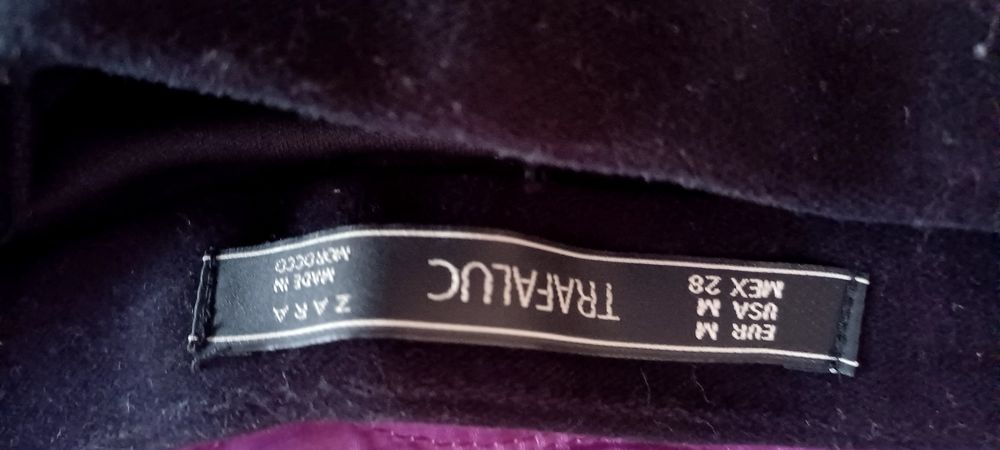 EUR M
USA M
MEX 28
TRAFALUC
ZARA
MADE IN
MOROCCO